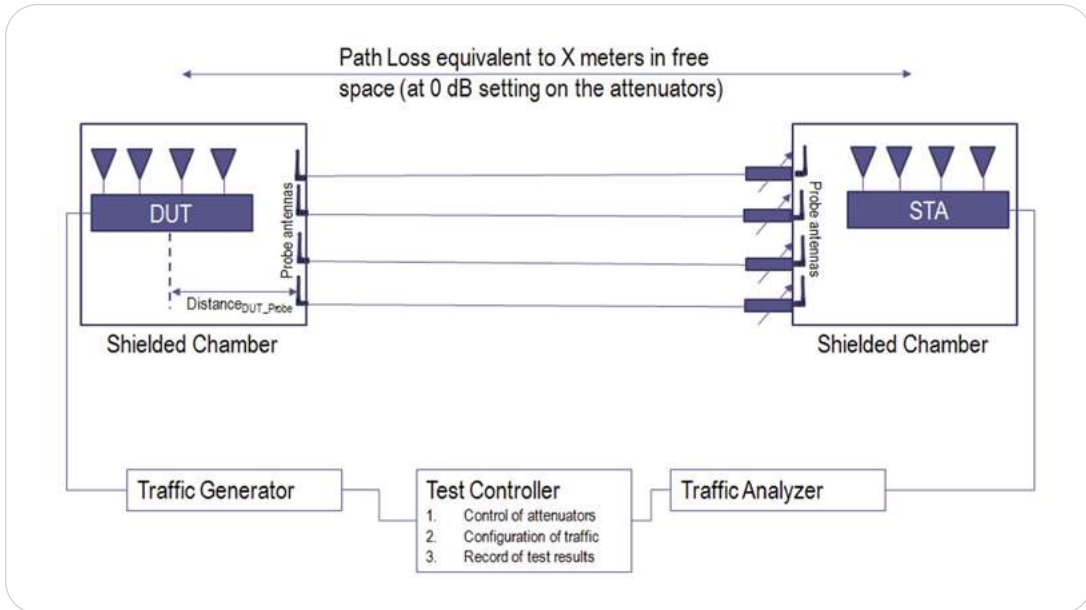 Path Loss equivalent to X meters in free
space (at 0 dB setting on the attenuators)
DUT
Probe antennas
Distance DUT_Probe
Shielded Chamber
Probe antennas
STA
Shielded Chamber
Traffic Generator
Test Controller
1. Control of attenuators
2. Configuration of traffic
3. Record of test results
Traffic Analyzer